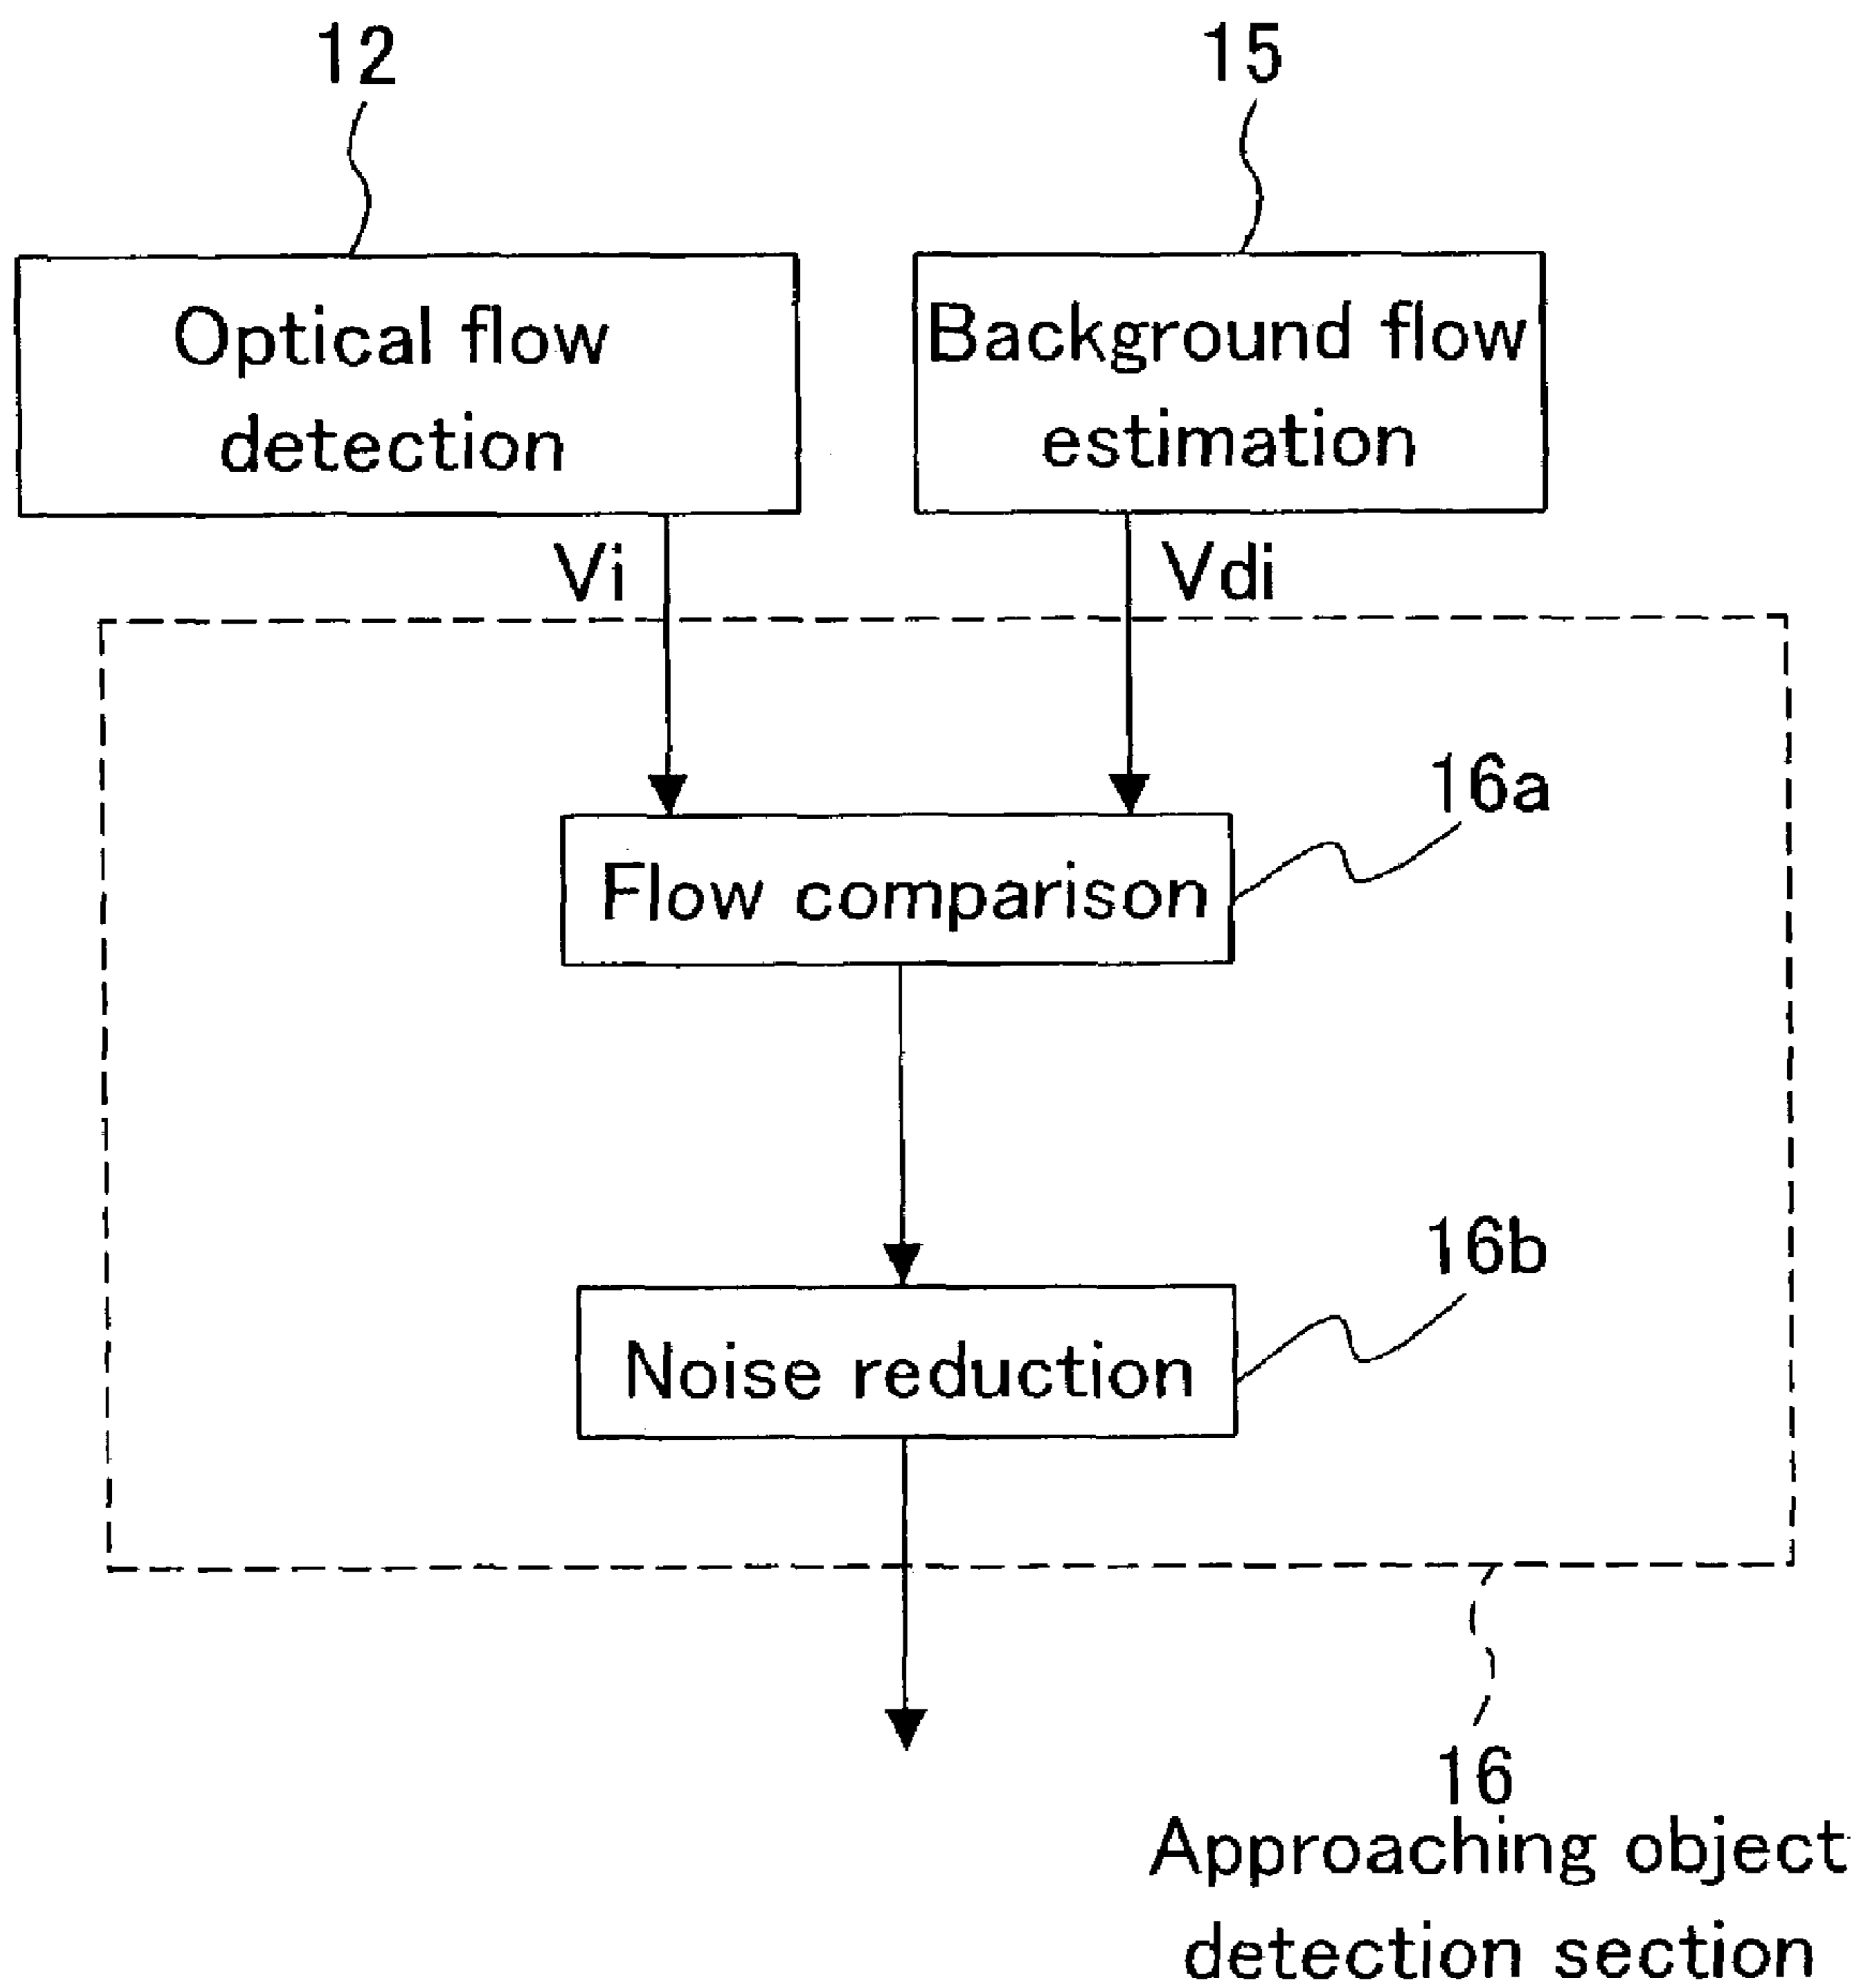 12
15
Optical flow
detection
Background flow
estimation
Vi
Vdi
16a
Flow comparison
16b
Noise reduction
16
Approaching object
detection section